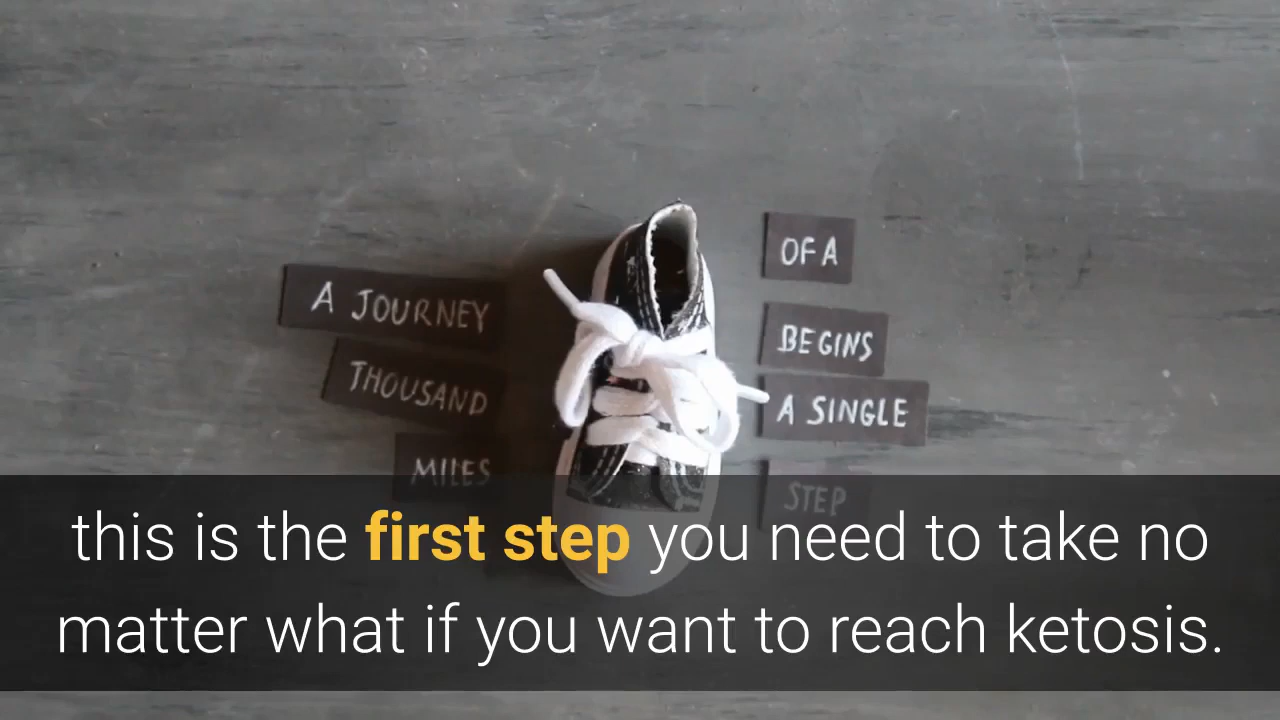 A JOURNEY OF A
THOUSAND BEGINS
MILES A SINGLE
STEP
this is the first step you need to take no
matter what if you want to reach ketosis.